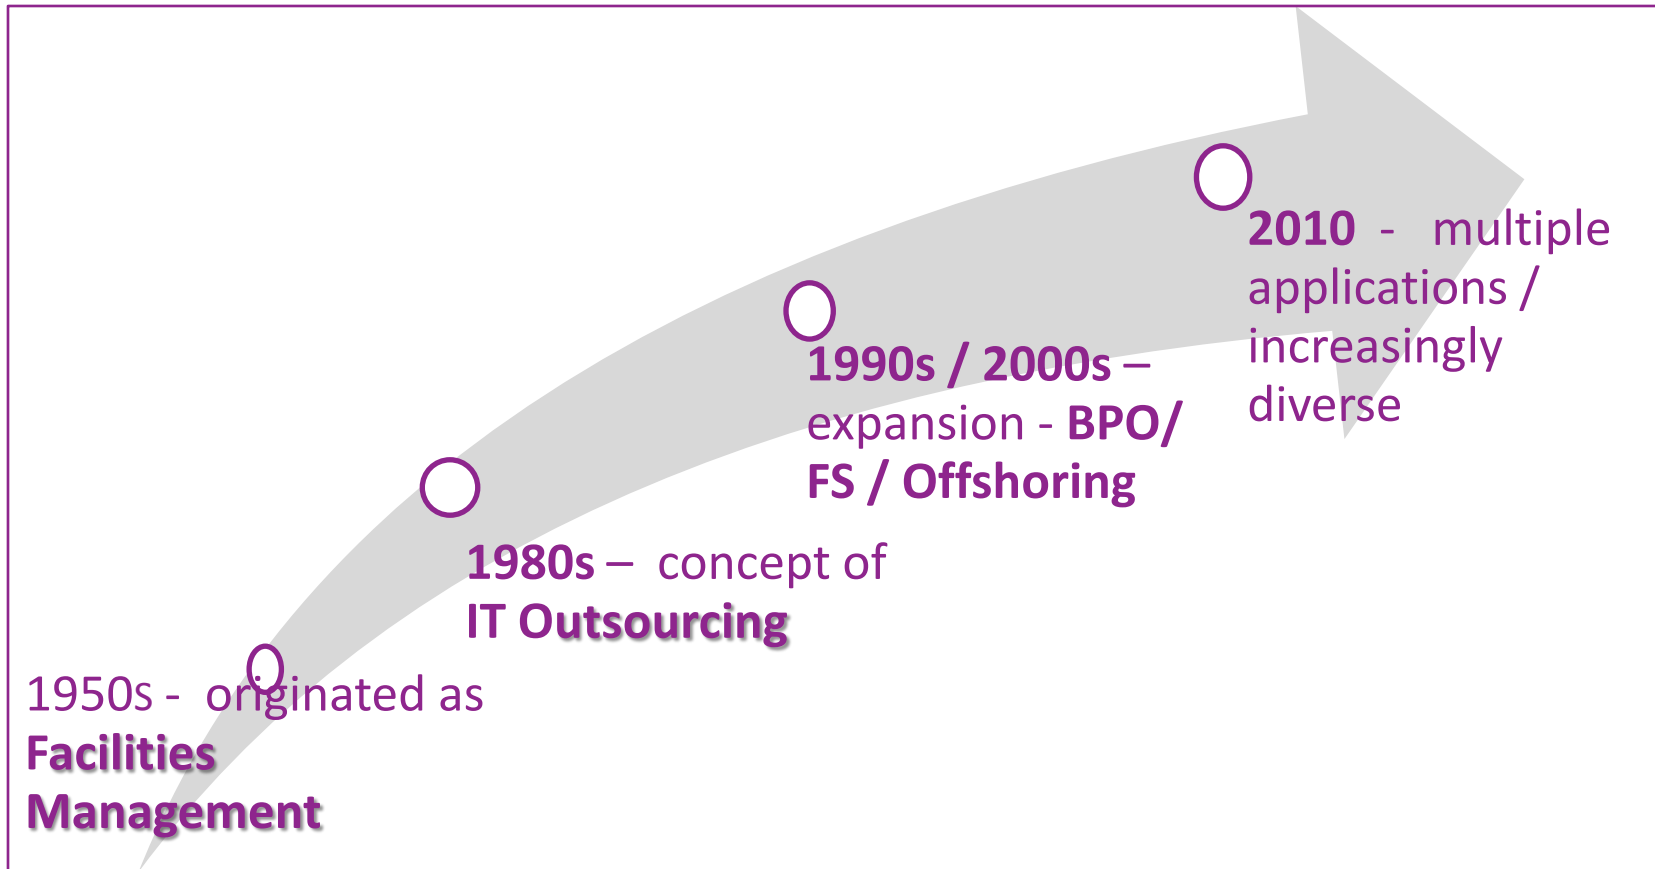 1950s - originated as
Facilities
Management
1980s – concept of
IT Outsourcing
1990s / 2000s –
expansion - BPO/
FS / Offshoring
2010 - multiple
applications /
increasingly
diverse